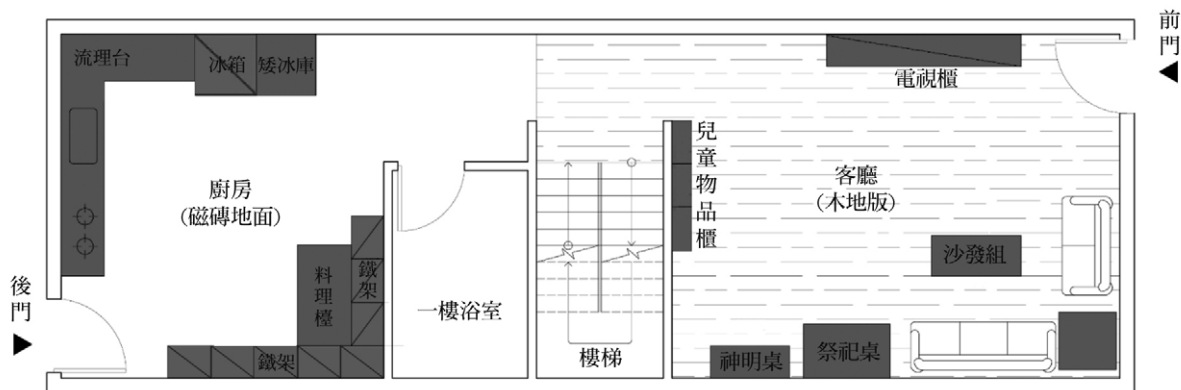 流理台
冰箱
矮冰庫
電視櫃
前門
兒童物品櫃
廚房
(磁磚地面)
客廳
(木地版)
沙發組
料理檯
鐵架
後門
一樓浴室
鐵架
樓梯
神明桌
祭祀桌